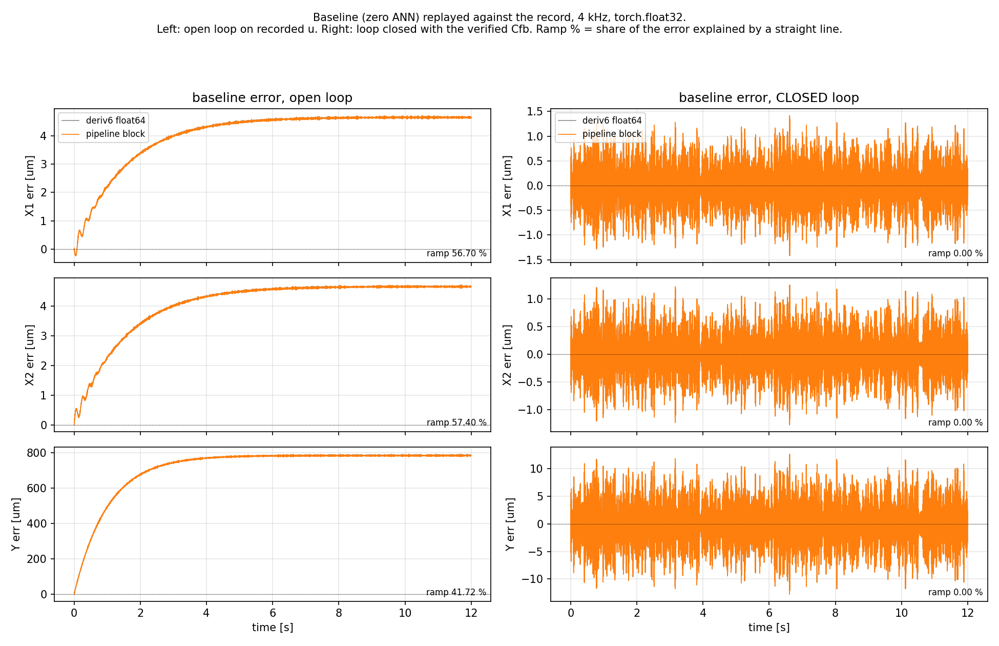 Baseline (zero ANN) replayed against the record, 4 kHz, torch.float32.
Left: open loop on recorded u. Right: loop closed with the verified Cfb. Ramp % = share of the error explained by a straight line.
baseline error, open loop
deriv6 float64
pipeline block
X1 err [um]
4
3
2
1
0
ramp 56.70 %
baseline error, CLOSED loop
deriv6 float64
pipeline block
X1 err [um]
1.5
1.0
0.5
0.0
−0.5
−1.0
−1.5
ramp 0.00 %
X2 err [um]
4
3
2
1
0
ramp 57.40 %
X2 err [um]
1.0
0.5
0.0
−0.5
−1.0
ramp 0.00 %
Y err [um]
800
600
400
200
0
ramp 41.72 %
0 2 4 6 8 10 12
time [s]
Y err [um]
10
5
0
−5
−10
ramp 0.00 %
0 2 4 6 8 10 12
time [s]